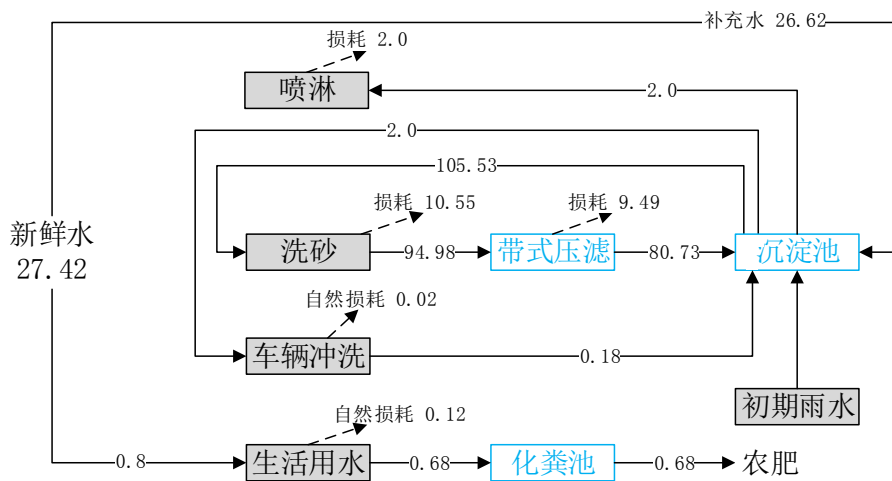 补充水 26.62
损耗 2.0
喷淋
2.0
2.0
105.53
损耗 10.55
损耗 9.49
新鲜水
27.42
洗砂
94.98
带式压滤
80.73
沉淀池
自然损耗 0.02
车辆冲洗
0.18
初期雨水
自然损耗 0.12
0.8
生活用水
0.68
化粪池
0.68
农肥